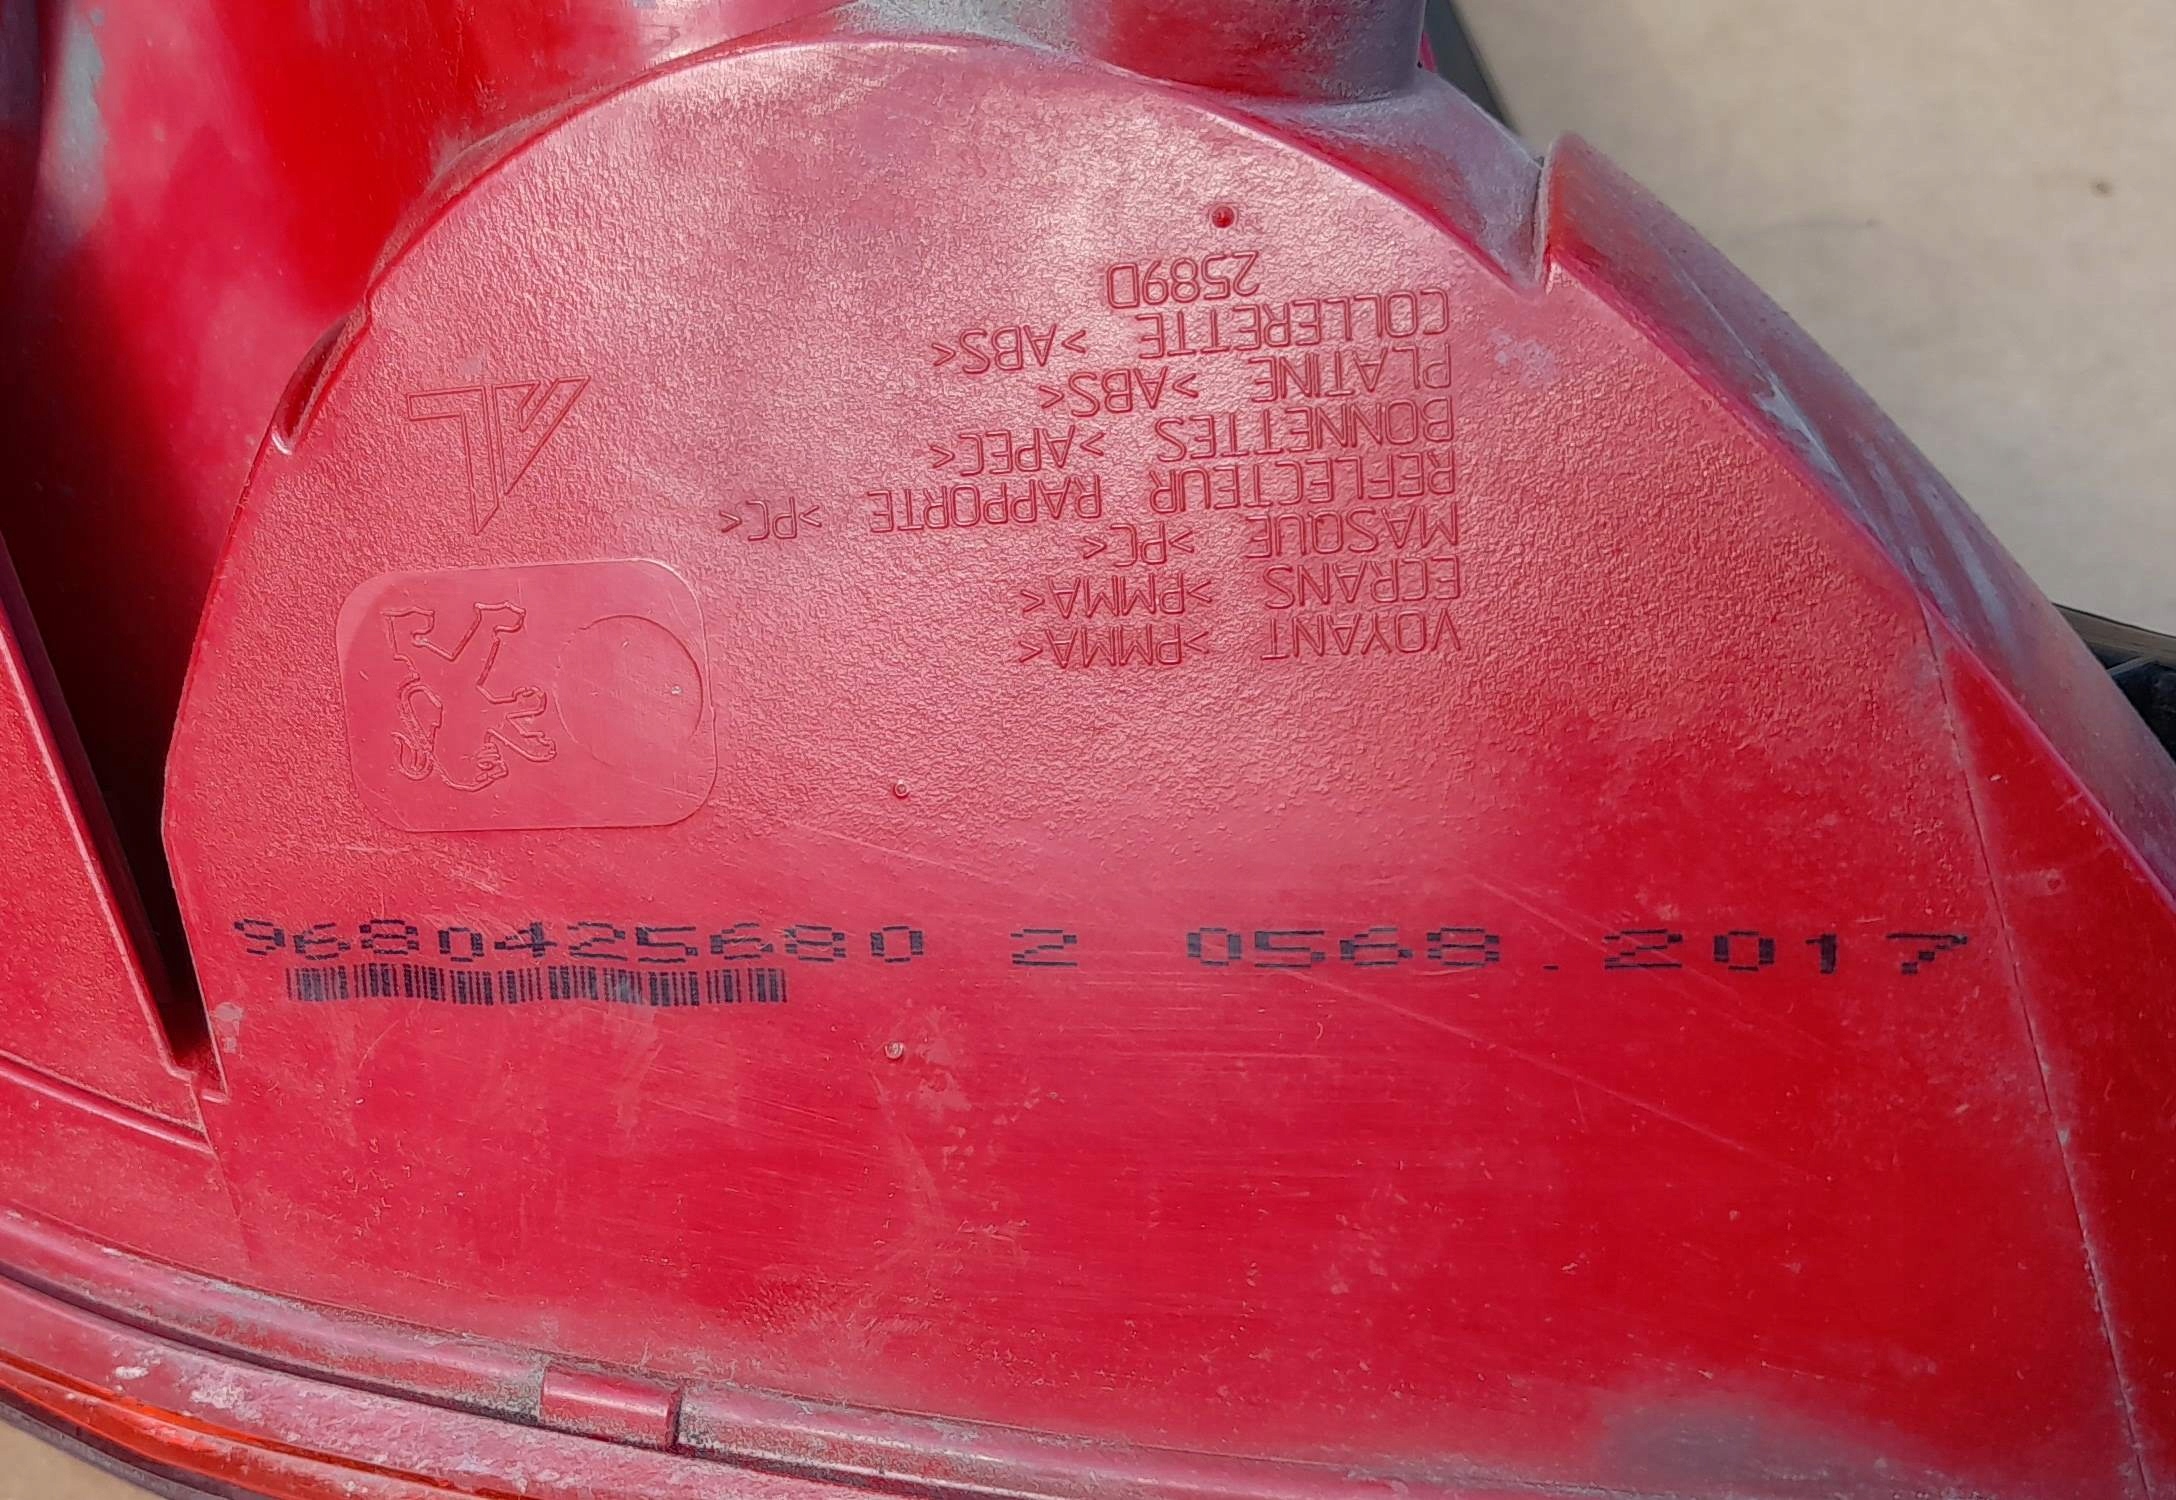 VOYANT >PMMA<
ECRANS >PMMA<
MASQUE >PC<
REFLECTEUR RAPPORTE >PC<
BONNETTES >APEC<
PLATINE >ABS<
COLLERETTE >ABS<
2589D
AL
9680425680 2 0568.2017